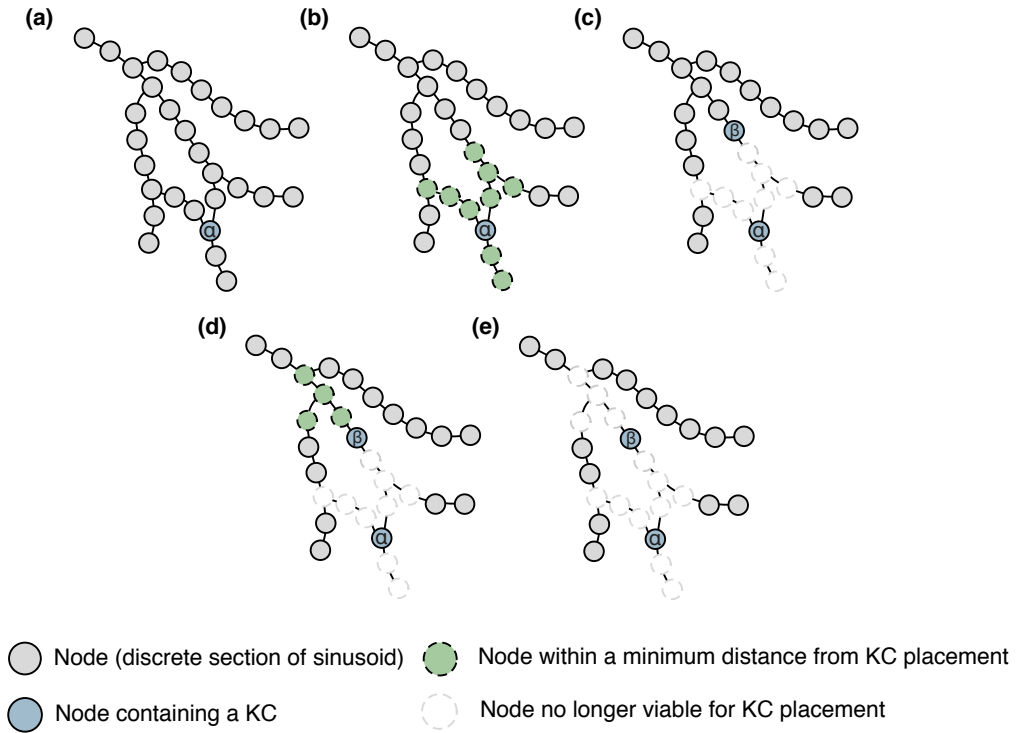 (a) (b) (c)
β
α α α
(d) (e)
β β
α α
Node (discrete section of sinusoid) Node within a minimum distance from KC placement
Node containing a KC Node no longer viable for KC placement